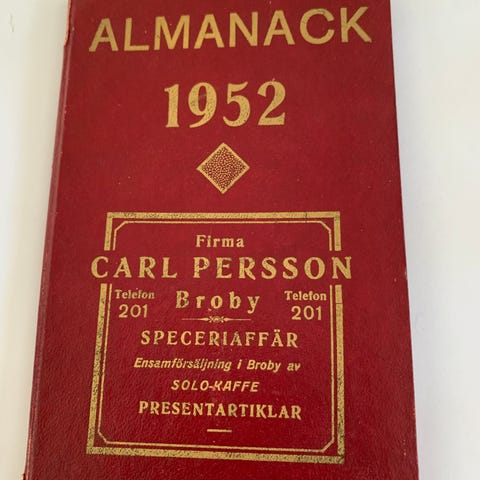 ALMANACK
1952
Firma
CARL PERSSON
Telefon 201 Broby Telefon 201
SPECERIAFFÄR
Ensamförsäljning i Broby av
SOLO-KAFFE
PRESENTARTIKLAR